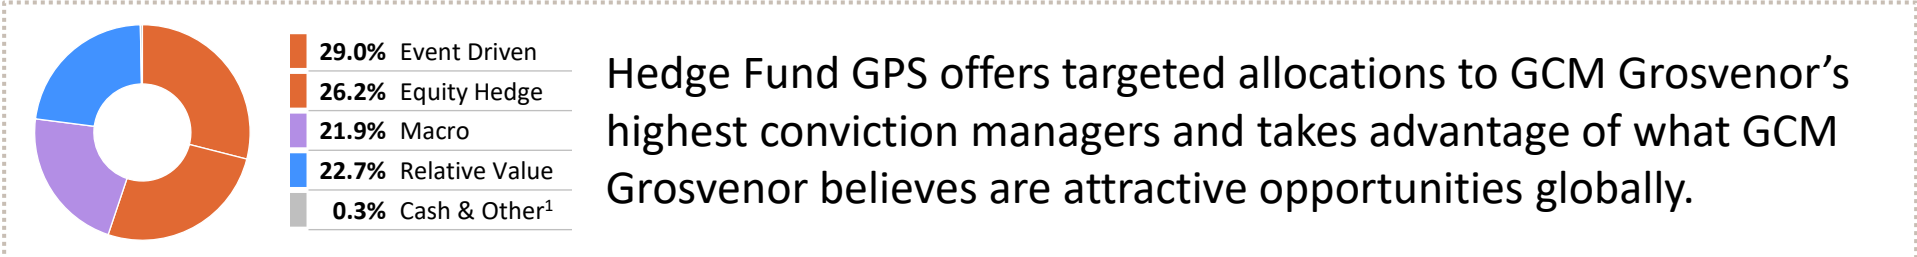 29.0% Event Driven
26.2% Equity Hedge
21.9% Macro
22.7% Relative Value
0.3% Cash & Other¹
Hedge Fund GPS offers targeted allocations to GCM Grosvenor’s
highest conviction managers and takes advantage of what GCM
Grosvenor believes are attractive opportunities globally.